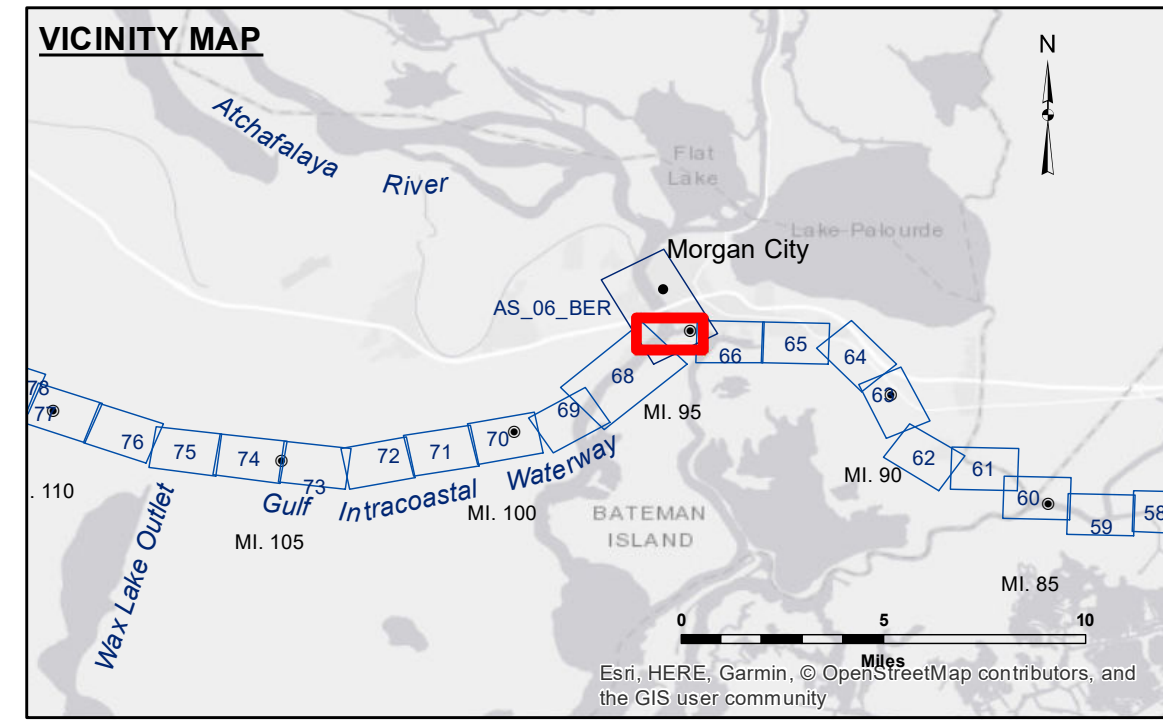 VICINITY MAP
N
Atchafalaya
River
Flat
Lake
Lake Palourde
Morgan City
AS_06_BER
66
65
64
63
68
MI. 95
69
78
77
76
75
74
73
72
71
70
62
61
60
59
58
MI. 90
Gulf Intracoastal Waterway
. 110
MI. 105
MI. 100
BATEMAN
ISLAND
Wax Lake Outlet
MI. 85
0 5 10
Miles
Esri, HERE, Garmin, © OpenStreetMap contributors, and
the GIS user community